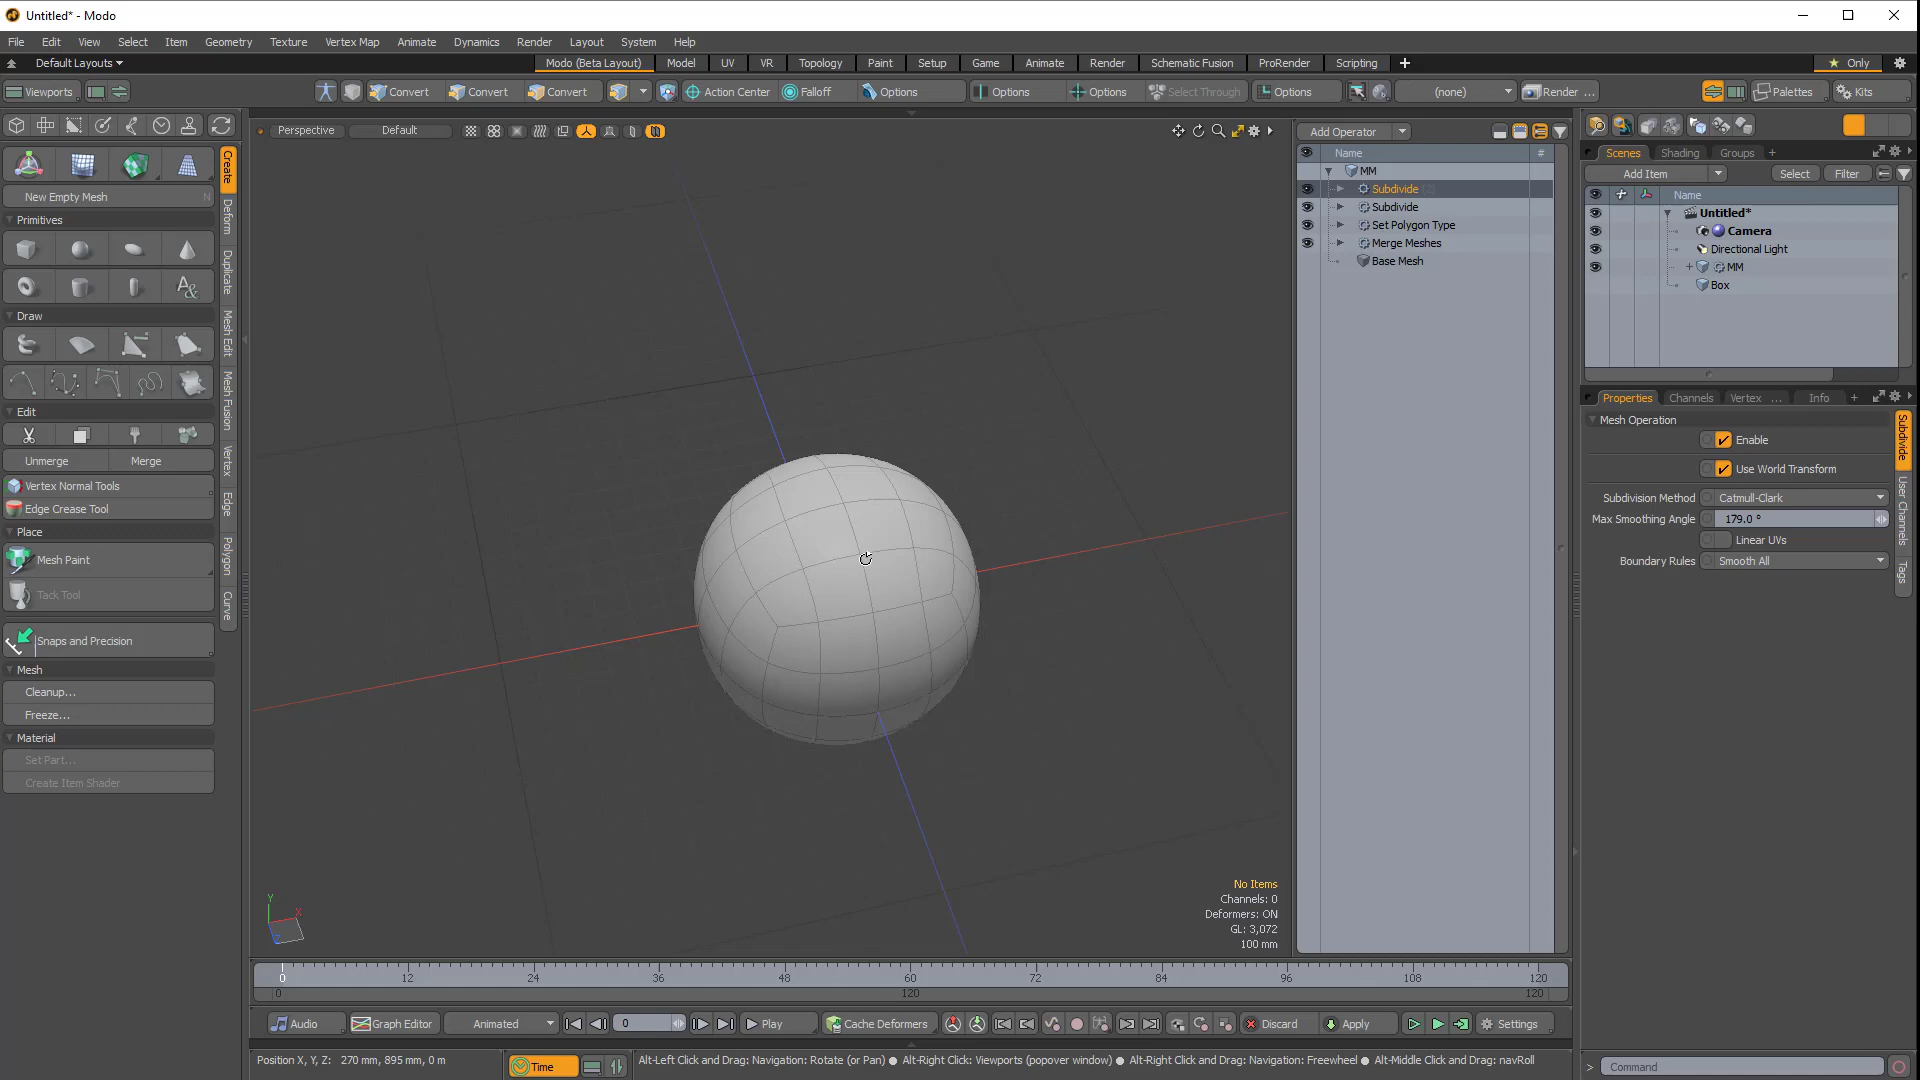 Untitled* - Modo
File Edit View Select Item Geometry Texture Vertex Map Animate Dynamics Render Layout System Help
Default Layouts
Modo (Beta Layout) Model UV VR Topology Paint Setup Game Animate Render Schematic Fusion ProRender Scripting + Only
Viewports Convert Convert Convert Action Center Falloff Options Options Options Select Through Options (none) Render ... Palettes Kits
Perspective Default
Add Operator
Name #
MM
Subdivide (2)
Subdivide
Set Polygon Type
Merge Meshes
Base Mesh
Scenes Shading Groups +
Add Item Select Filter
Name
Untitled*
Camera
Directional Light
MM
Box
Properties Channels Vertex ... Info +
Mesh Operation
Enable
Use World Transform
Subdivision Method Catmull-Clark
Max Smoothing Angle 179.0 °
Linear UVs
Boundary Rules Smooth All
Subdivide
User Channels
Tags
New Empty Mesh N
Primitives
Draw
Edit
Unmerge Merge
Vertex Normal Tools
Edge Crease Tool
Place
Mesh Paint
Tack Tool
Snaps and Precision
Mesh
Cleanup...
Freeze...
Material
Set Part...
Create Item Shader
Create
Deform
Duplicate
Mesh Edit
Mesh Fusion
Vertex
Edge
Polygon
Curve
Y
X
Z
No Items
Channels: 0
Deformers: ON
GL: 3,072
100 mm
0 12 24 36 48 60 72 84 96 108 120
0 120 120
Audio Graph Editor Animated 0 Play Cache Deformers Discard Apply Settings
Position X, Y, Z: 270 mm, 895 mm, 0 m Time Alt-Left Click and Drag: Navigation: Rotate (or Pan) ● Alt-Right Click: Viewports (popover window) ● Alt-Right Click and Drag: Navigation: Freewheel ● Alt-Middle Click and Drag: navRoll
> Command